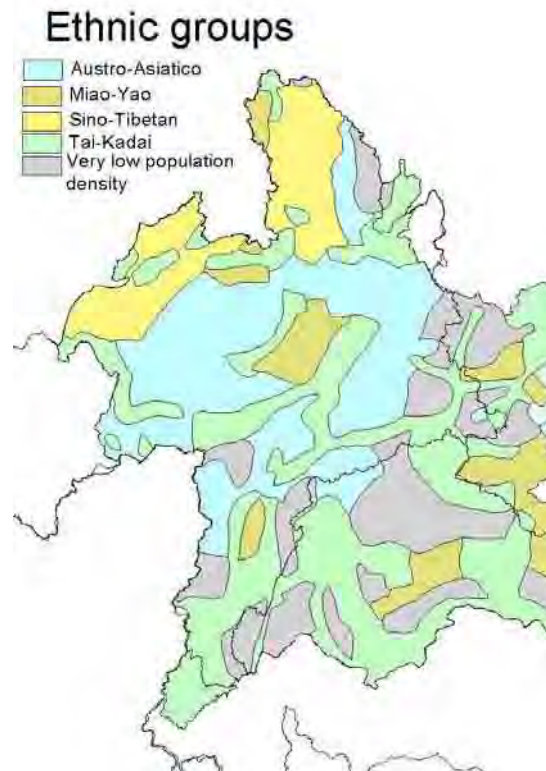 Ethnic groups
Austro-Asiatico
Miao-Yao
Sino-Tibetan
Tai-Kadai
Very low population
density